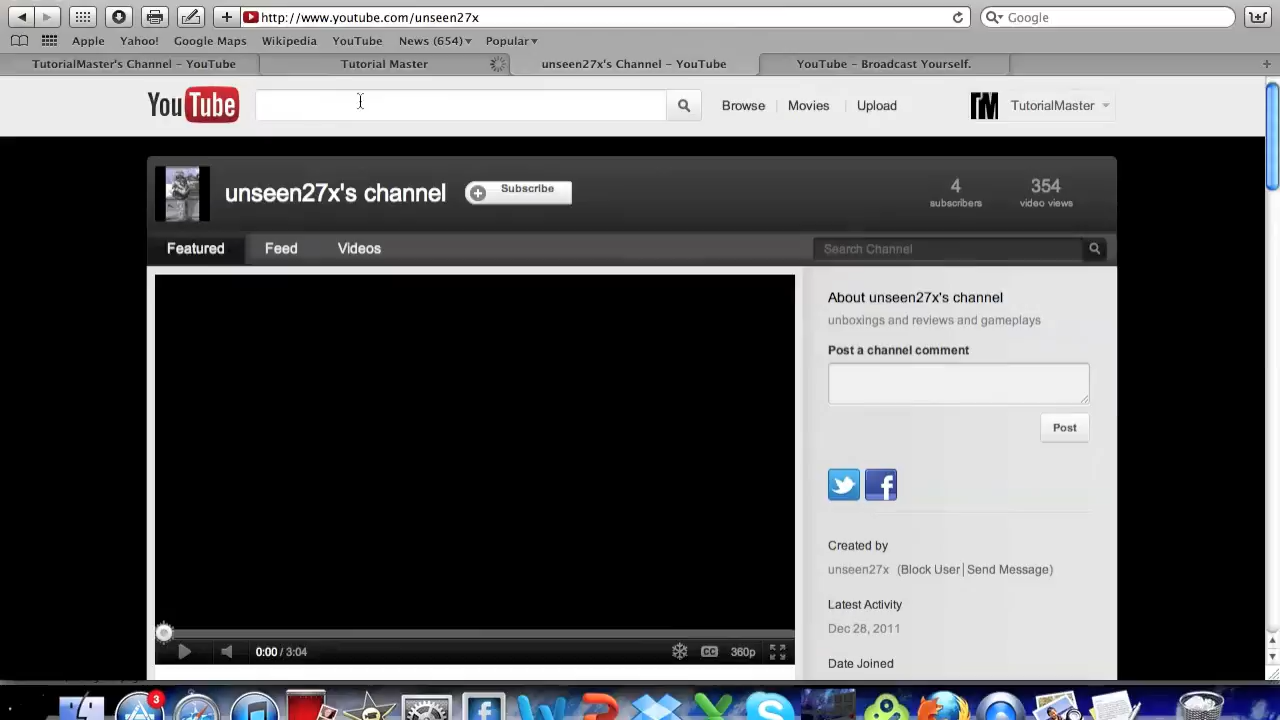 http://www.youtube.com/unseen27x
Google
Apple Yahoo! Google Maps Wikipedia YouTube News (654) Popular
TutorialMaster's Channel – YouTube
Tutorial Master
unseen27x's Channel – YouTube
YouTube – Broadcast Yourself.
YouTube
Browse
Movies
Upload
TM
TutorialMaster
unseen27x's channel
Subscribe
4
subscribers
354
video views
Featured
Feed
Videos
Search Channel
About unseen27x's channel
unboxings and reviews and gameplays
Post a channel comment
Post
Created by
unseen27x (Block User|Send Message)
Latest Activity
Dec 28, 2011
Date Joined
0:00 / 3:04
CC
360p
3